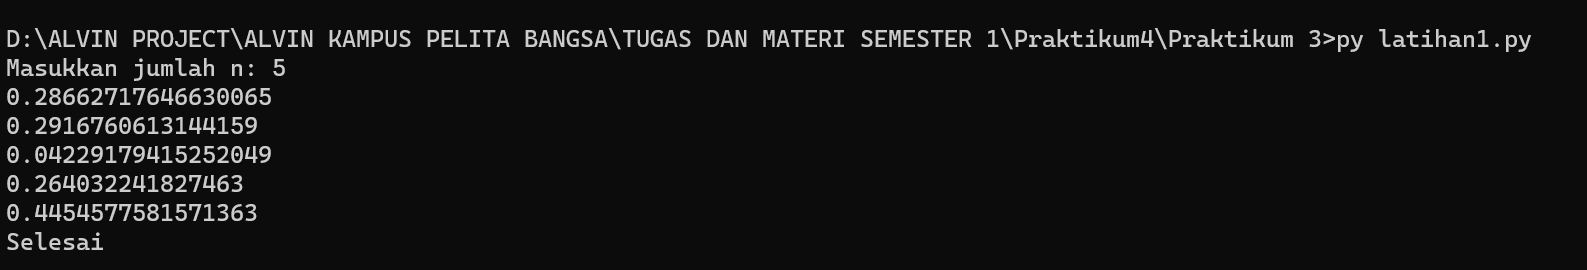 D:\ALVIN PROJECT\ALVIN KAMPUS PELITA BANGSA\TUGAS DAN MATERI SEMESTER 1\Praktikum4\Praktikum 3>py latihan1.py
Masukkan jumlah n: 5
0.28662717646630065
0.2916760613144159
0.04229179415252049
0.264032241827463
0.4454577581571363
Selesai